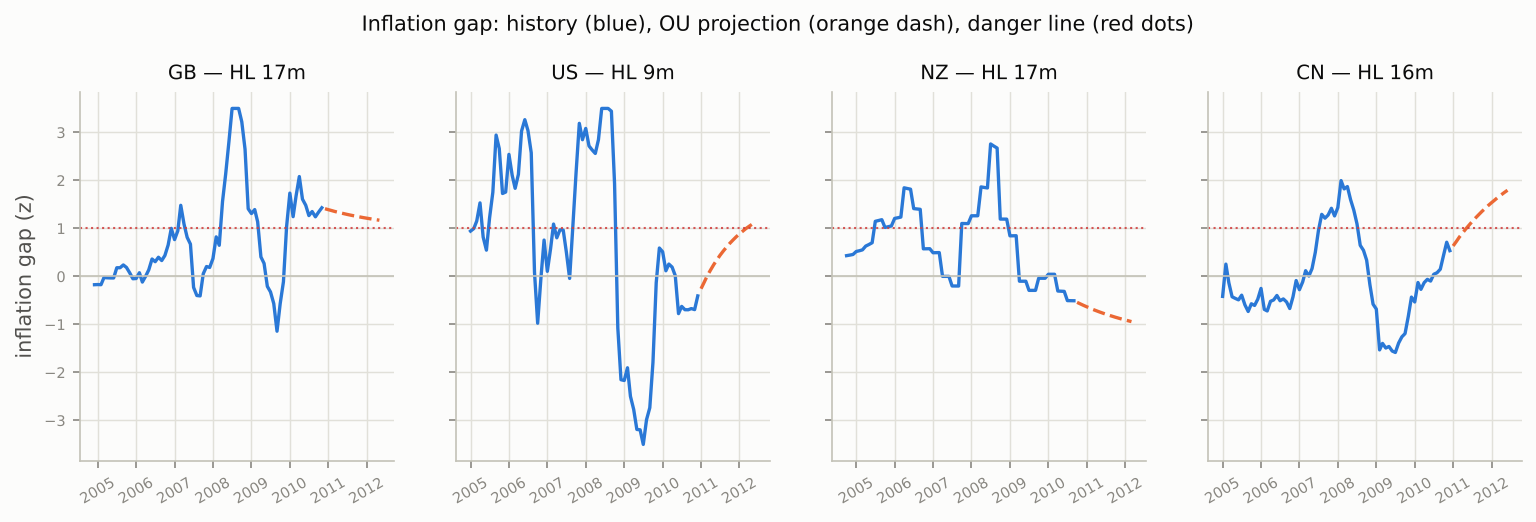 Inflation gap: history (blue), OU projection (orange dash), danger line (red dots)
GB — HL 17m
US — HL 9m
NZ — HL 17m
CN — HL 16m
inflation gap (z)
3
2
1
0
−1
−2
−3
2005 2006 2007 2008 2009 2010 2011 2012
2005 2006 2007 2008 2009 2010 2011 2012
2005 2006 2007 2008 2009 2010 2011 2012
2005 2006 2007 2008 2009 2010 2011 2012